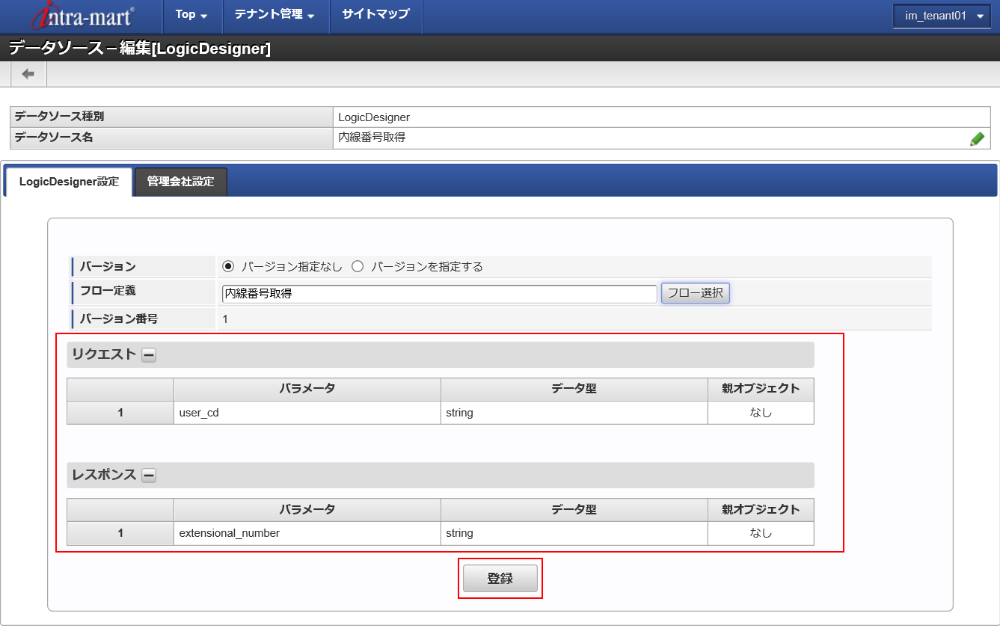 intra-mart® Top テナント管理 サイトマップ im_tenant01
データソース－編集[LogicDesigner]
データソース種別 LogicDesigner
データソース名 内線番号取得
LogicDesigner設定 管理会社設定
バージョン バージョン指定なし バージョンを指定する
フロー定義 内線番号取得 フロー選択
バージョン番号 1
リクエスト
パラメータ データ型 親オブジェクト
1 user_cd string なし
レスポンス
パラメータ データ型 親オブジェクト
1 extensional_number string なし
登録